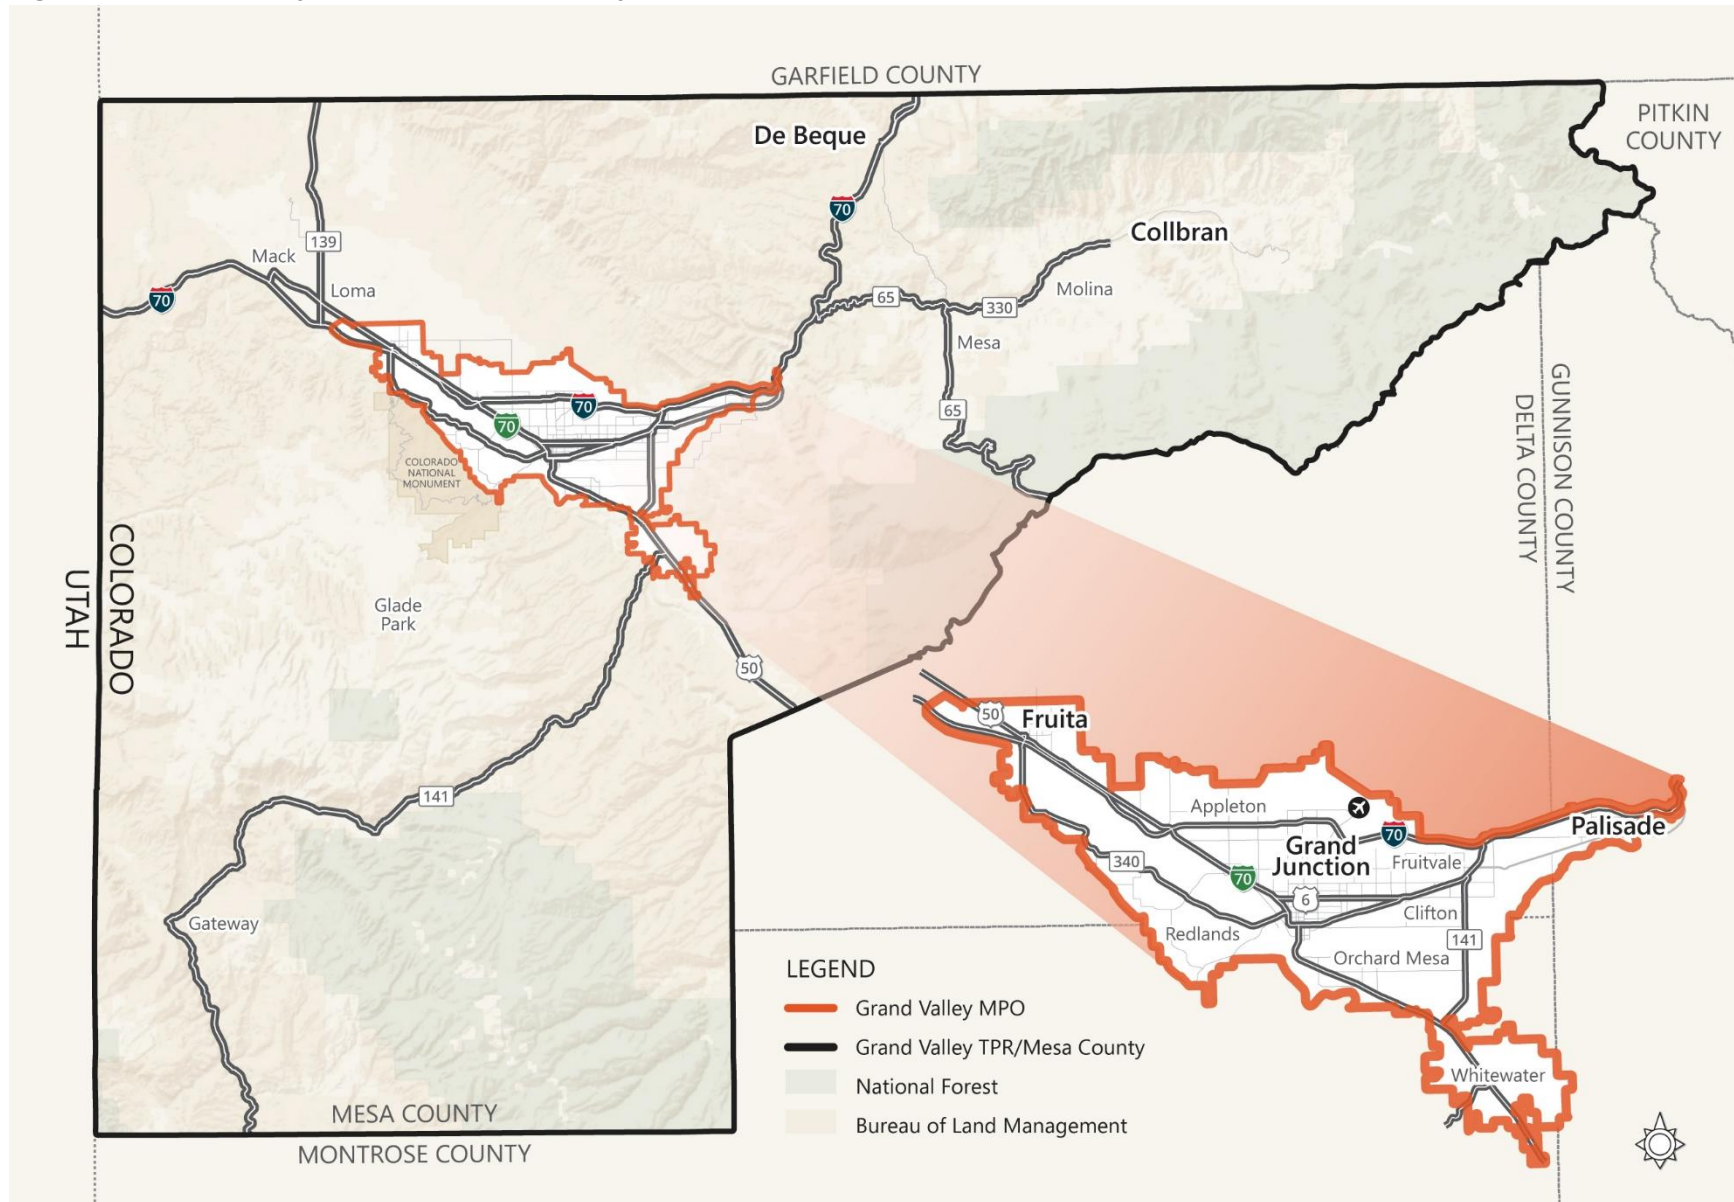 GARFIELD COUNTY
PITKIN
COUNTY
De Beque
70
139
Collbran
Mack
Loma
70
65
330
Molina
Mesa
70
70
65
COLORADO
NATIONAL
MONUMENT
GUNNISON COUNTY
DELTA COUNTY
COLORADO
UTAH
Glade
Park
50
141
Gateway
50
Fruita
Appleton
70
Palisade
Grand
Junction
340
Fruitvale
70
6
Clifton
Redlands
141
Orchard Mesa
Whitewater
LEGEND
Grand Valley MPO
Grand Valley TPR/Mesa County
National Forest
Bureau of Land Management
MESA COUNTY
MONTROSE COUNTY